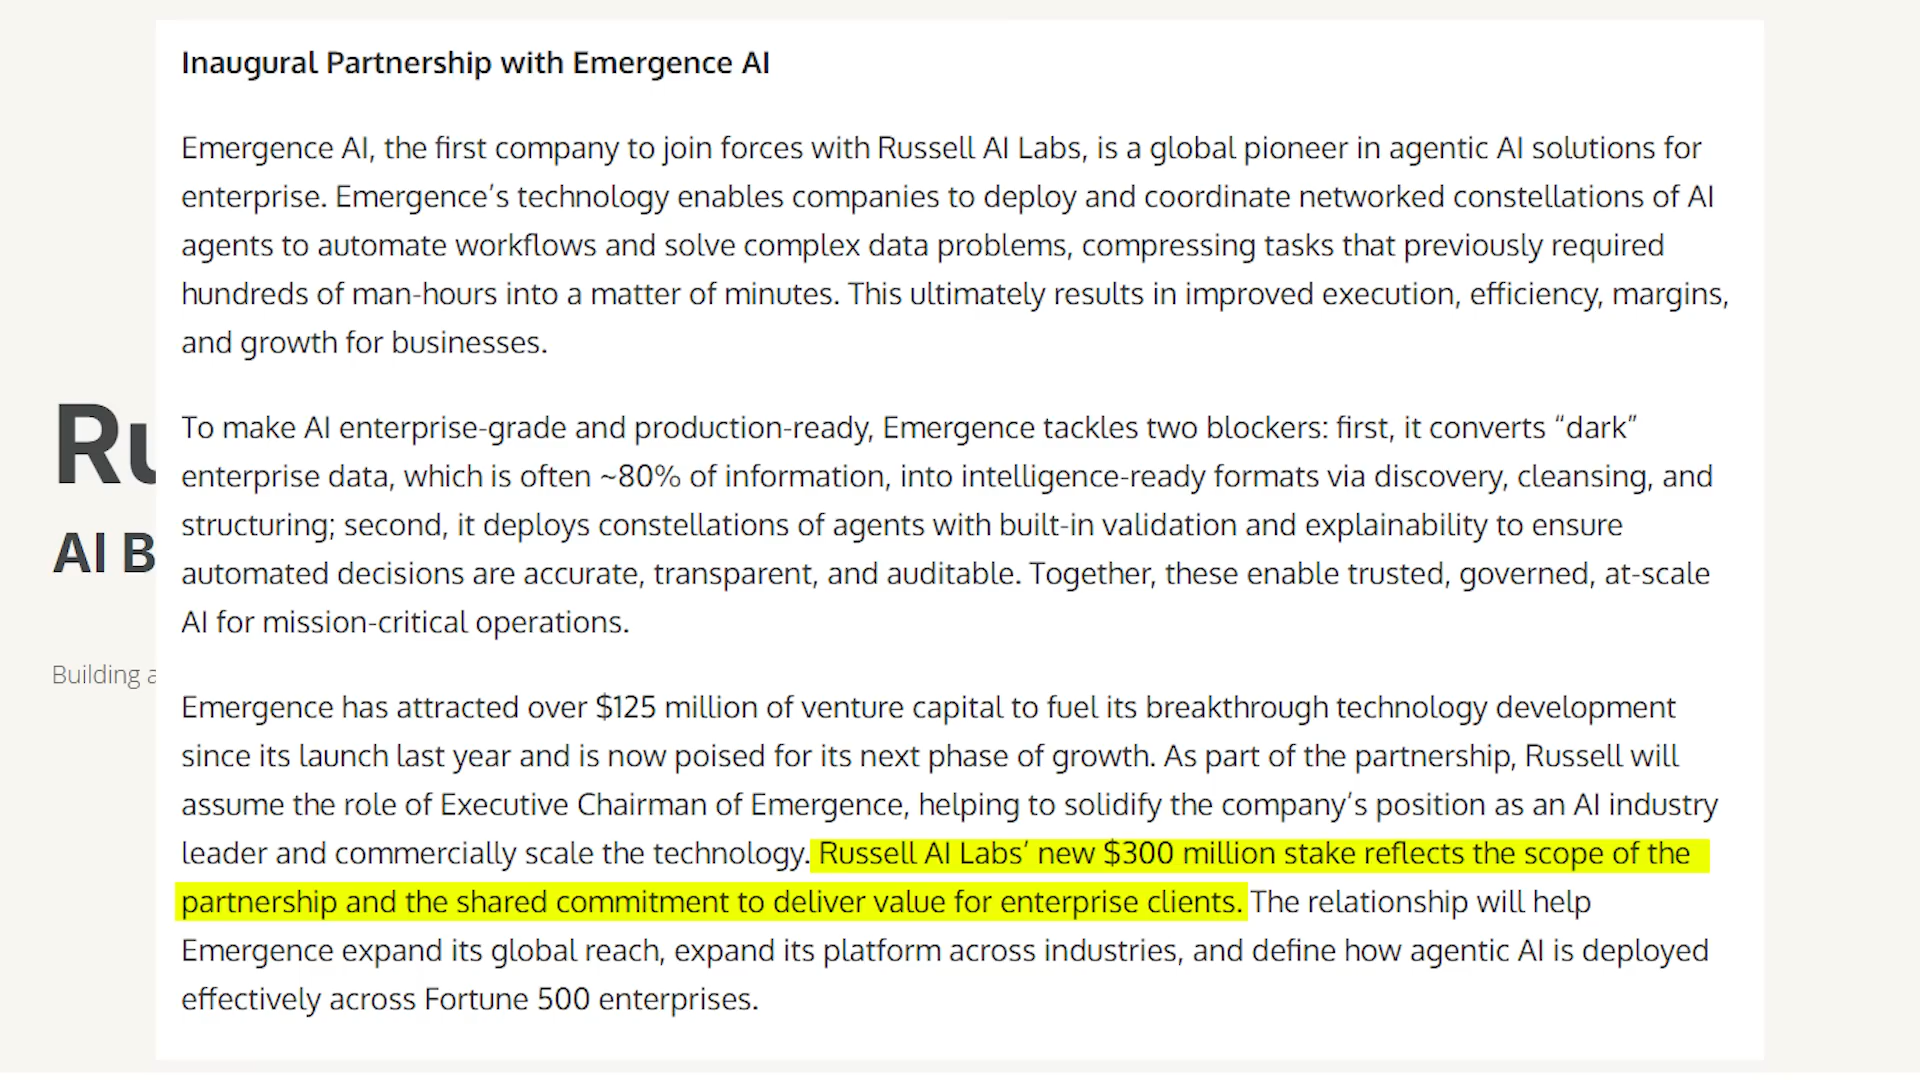 Inaugural Partnership with Emergence AI
Emergence AI, the first company to join forces with Russell AI Labs, is a global pioneer in agentic AI solutions for
enterprise. Emergence’s technology enables companies to deploy and coordinate networked constellations of AI
agents to automate workflows and solve complex data problems, compressing tasks that previously required
hundreds of man-hours into a matter of minutes. This ultimately results in improved execution, efficiency, margins,
and growth for businesses.
To make AI enterprise-grade and production-ready, Emergence tackles two blockers: first, it converts “dark”
enterprise data, which is often ~80% of information, into intelligence-ready formats via discovery, cleansing, and
structuring; second, it deploys constellations of agents with built-in validation and explainability to ensure
automated decisions are accurate, transparent, and auditable. Together, these enable trusted, governed, at-scale
AI for mission-critical operations.
Emergence has attracted over $125 million of venture capital to fuel its breakthrough technology development
since its launch last year and is now poised for its next phase of growth. As part of the partnership, Russell will
assume the role of Executive Chairman of Emergence, helping to solidify the company’s position as an AI industry
leader and commercially scale the technology. Russell AI Labs’ new $300 million stake reflects the scope of the
partnership and the shared commitment to deliver value for enterprise clients. The relationship will help
Emergence expand its global reach, expand its platform across industries, and define how agentic AI is deployed
effectively across Fortune 500 enterprises.
Ru
AI B
Building a